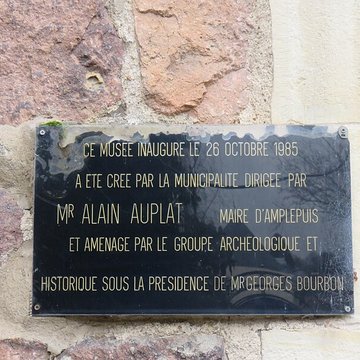 CE MUSEE INAUGURE LE 26 OCTOBRE 1985
A ETE CREE PAR LA MUNICIPALITE DIRIGEE PAR
MR ALAIN AUPLAT MAIRE D'AMPLEPUIS
ET AMENAGE PAR LE GROUPE ARCHEOLOGIQUE ET
HISTORIQUE SOUS LA PRESIDENCE DE MR GEORGES BOURBON